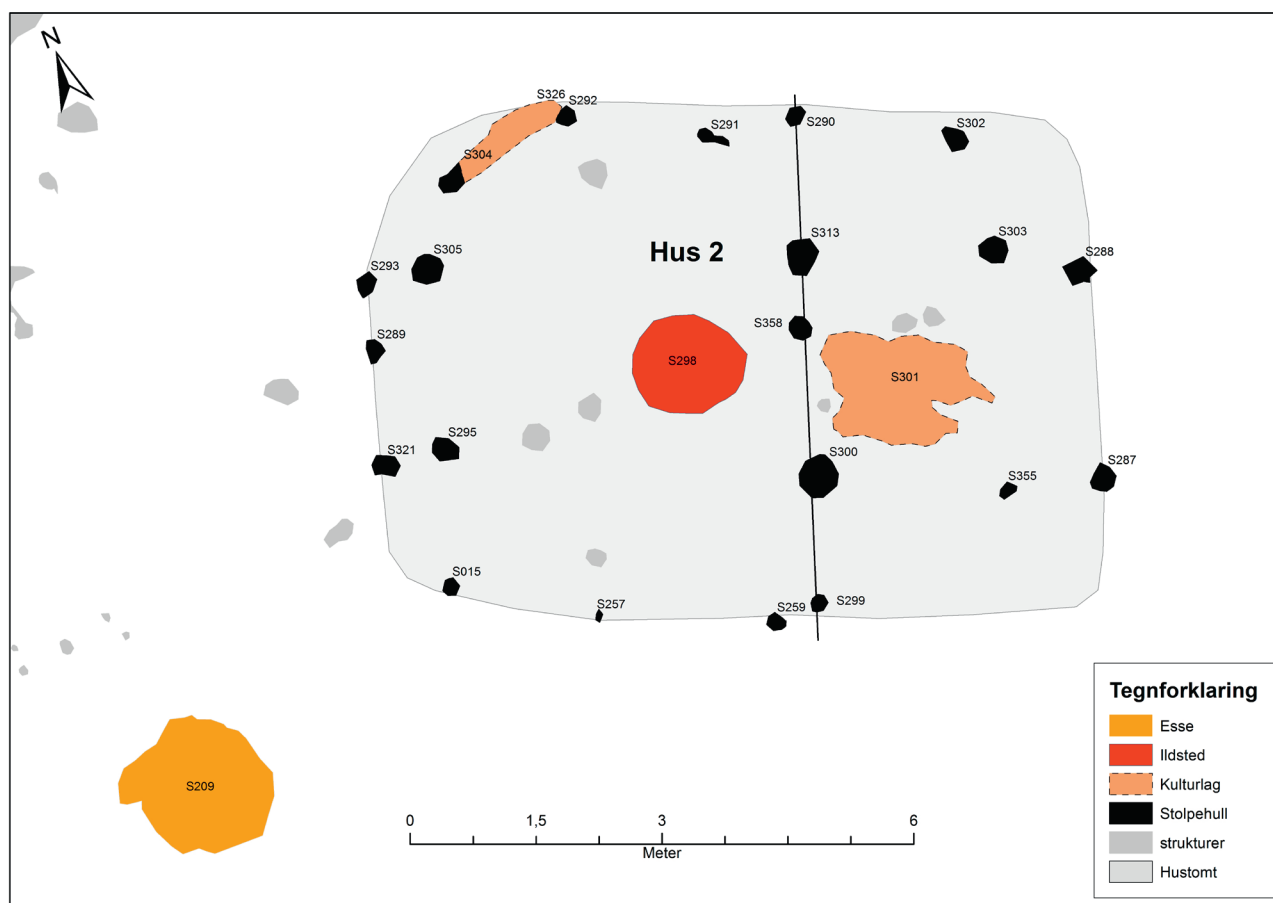 N
S326
S292
S291
S290
S302
S304
S313
S303
S305
Hus 2
S288
S293
S358
S289
S298
S301
S295
S321
S300
S355
S287
S015
S257
S259
S299
S209
0 1,5 3 6
Meter
Tegnforklaring
Esse
Ildsted
Kulturlag
Stolpehull
strukturer
Hustomt